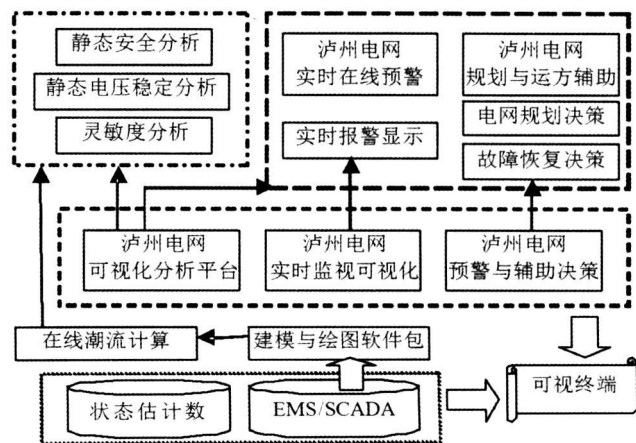 静态安全分析
静态电压稳定分析
灵敏度分析
泸州电网
实时在线预警
实时报警显示
泸州电网
规划与运方辅助
电网规划决策
故障恢复决策
泸州电网
可视化分析平台
泸州电网
实时监视可视化
泸州电网
预警与辅助决策
在线潮流计算
建模与绘图软件包
状态估计数
EMS/SCADA
可视终端